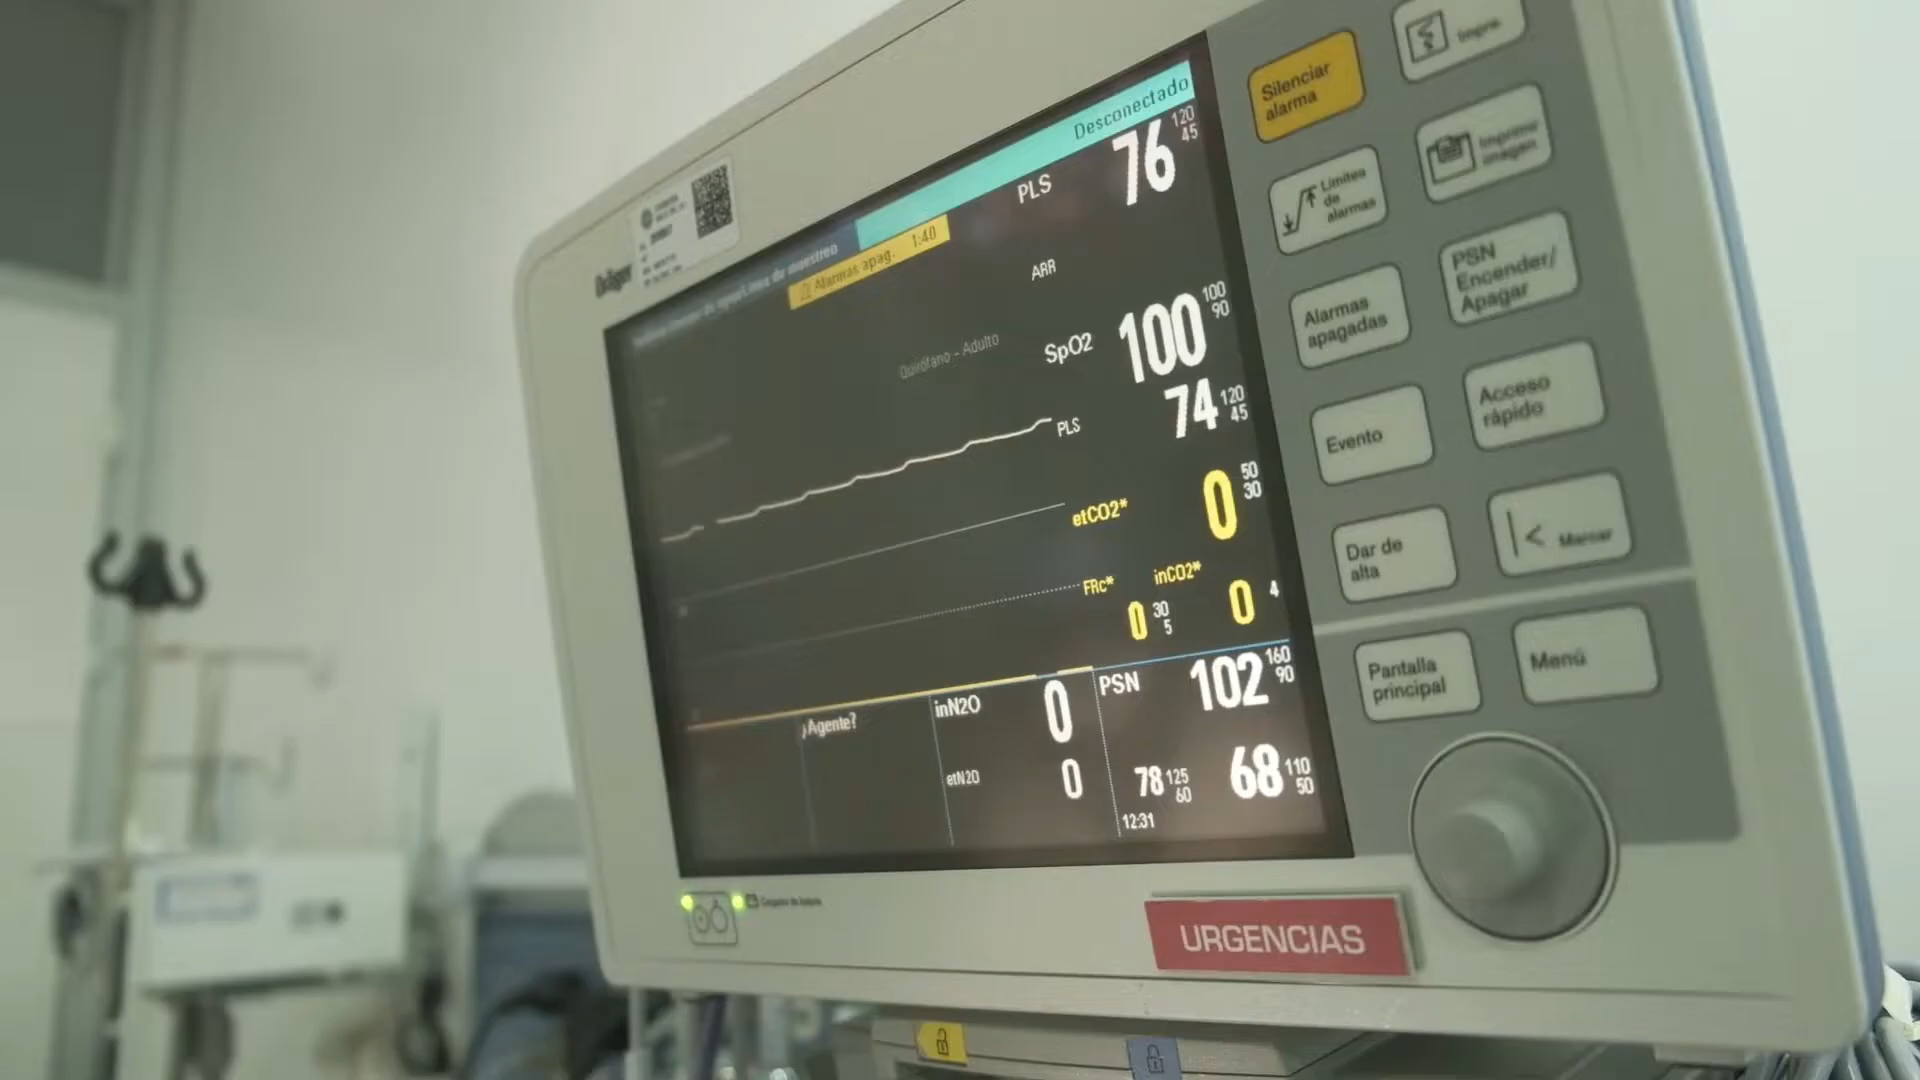 Dräger
Desconectado
Alarmas apag. 1:40
PLS 76 120 45
ARR
Quirófano - Adulto
SpO2 100 100 90
PLS 74 120 45
etCO2* 0 50 30
FRc* 0 30 5
inCO2* 0 4
¿Agente?
inN2O 0
etN2O 0
PSN 102 160 90
78 125 60
68 110 50
12:31
Silenciar
alarma
Límites
de
alarmas
Imprimir
imagen
Alarmas
apagadas
PSN
Encender/
Apagar
Evento
Acceso
rápido
Dar de
alta
Marcar
Pantalla
principal
Menú
URGENCIAS